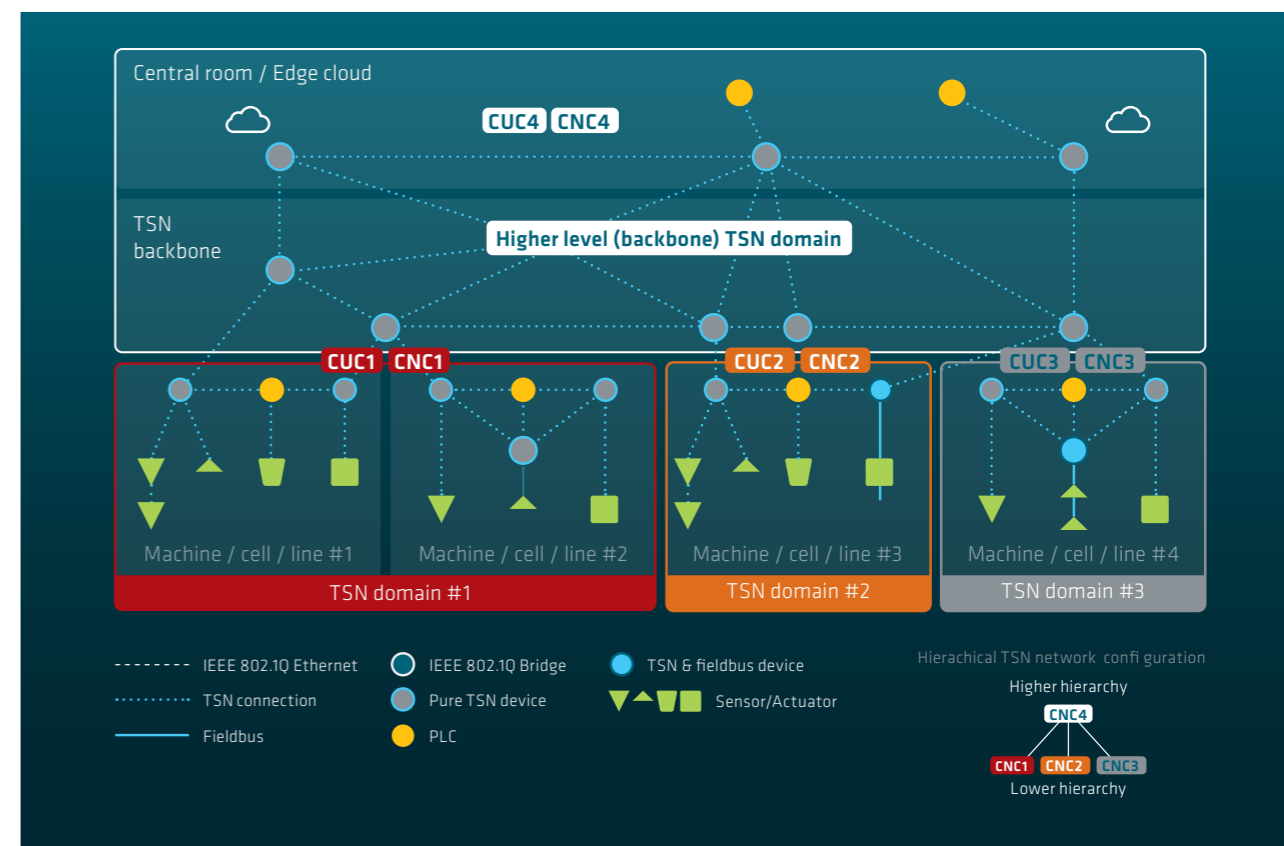 Central room / Edge cloud
CUC4 CNC4
TSN
backbone
Higher level (backbone) TSN domain
CUC1 CNC1
CUC2 CNC2
CUC3 CNC3
Machine / cell / line #1
Machine / cell / line #2
Machine / cell / line #3
Machine / cell / line #4
TSN domain #1
TSN domain #2
TSN domain #3
IEEE 802.1Q Ethernet
TSN connection
Fieldbus
IEEE 802.1Q Bridge
Pure TSN device
PLC
TSN & fieldbus device
Sensor/Actuator
Hierachical TSN network confi guration
Higher hierarchy
CNC4
CNC1 CNC2 CNC3
Lower hierarchy